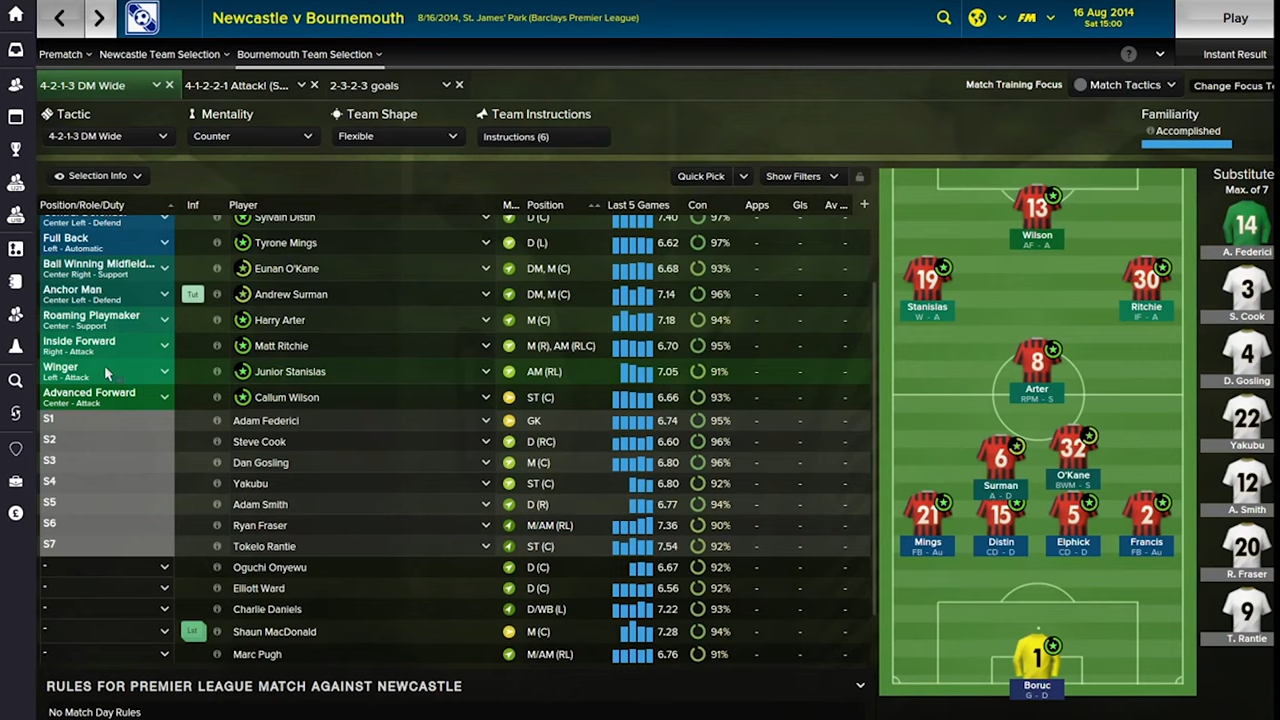 Newcastle v Bournemouth
8/16/2014, St. James' Park (Barclays Premier League)
FM
16 Aug 2014
Sat 15:00
Play
Prematch
Newcastle Team Selection
Bournemouth Team Selection
?
Instant Result
4-2-1-3 DM Wide
4-1-2-2-1 Attack! (S...
2-3-2-3 goals
Match Training Focus
Match Tactics
Change Focus T
Tactic
4-2-1-3 DM Wide
Mentality
Counter
Team Shape
Flexible
Team Instructions
Instructions (6)
Familiarity
Accomplished
Selection Info
Quick Pick
Show Filters
Position/Role/Duty Inf Player M... Position Last 5 Games Con Apps Gls Av ... +
Center Left - Defend Sylvain Distin D (C) 7.40 97%
Full Back
Left - Automatic
Tyrone Mings D (L) 6.62 97% - - -
Ball Winning Midfield...
Center Right - Support
Eunan O'Kane DM, M (C) 6.68 93% - - -
Anchor Man
Center Left - Defend
Tut Andrew Surman DM, M (C) 7.14 96% - - -
Roaming Playmaker
Center - Support
Harry Arter M (C) 7.18 94% - - -
Inside Forward
Right - Attack
Matt Ritchie M (R), AM (RLC) 6.70 95% - - -
Winger
Left - Attack
Junior Stanislas AM (RL) 7.05 91% - - -
Advanced Forward
Center - Attack
Callum Wilson ST (C) 6.66 93% - - -
S1 Adam Federici GK 6.74 95% - - -
S2 Steve Cook D (RC) 6.60 96% - - -
S3 Dan Gosling M (C) 6.80 96% - - -
S4 Yakubu ST (C) 6.80 92% - - -
S5 Adam Smith D (R) 6.77 94% - - -
S6 Ryan Fraser M/AM (RL) 7.36 90% - - -
S7 Tokelo Rantie ST (C) 7.54 92% - - -
- Oguchi Onyewu D (C) 6.67 92% - - -
- Elliott Ward D (C) 6.56 92% - - -
- Charlie Daniels D/WB (L) 7.22 93% - - -
- Lst Shaun MacDonald M (C) 7.28 94% - - -
- Marc Pugh M/AM (RL) 6.76 91% - - -
13
Wilson
AF - A
19
Stanislas
W - A
30
Ritchie
IF - A
8
Arter
RPM - S
6
Surman
A - D
32
O'Kane
BWM - S
21
Mings
FB - Au
15
Distin
CD - D
5
Elphick
CD - D
2
Francis
FB - Au
1
Boruc
G - D
Substitute
Max. of 7
14
A. Federici
3
S. Cook
4
D. Gosling
22
Yakubu
12
A. Smith
20
R. Fraser
9
T. Rantie
RULES FOR PREMIER LEAGUE MATCH AGAINST NEWCASTLE
No Match Day Rules